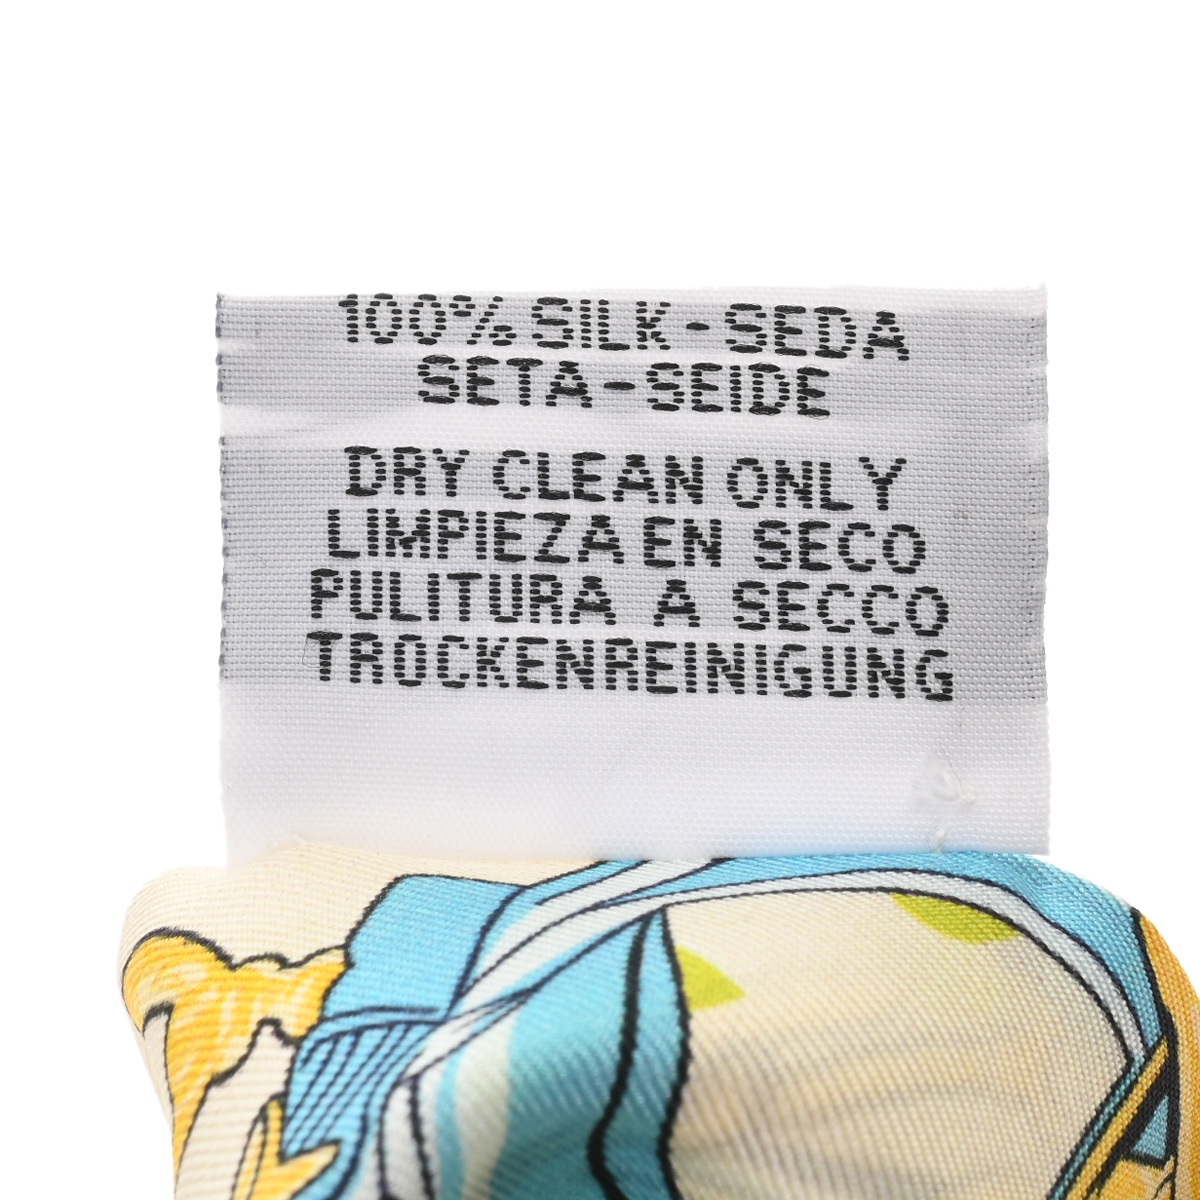 100% SILK - SEDA
SETA - SEIDE
DRY CLEAN ONLY
LIMPIEZA EN SECO
PULITURA A SECCO
TROCKENREINIGUNG